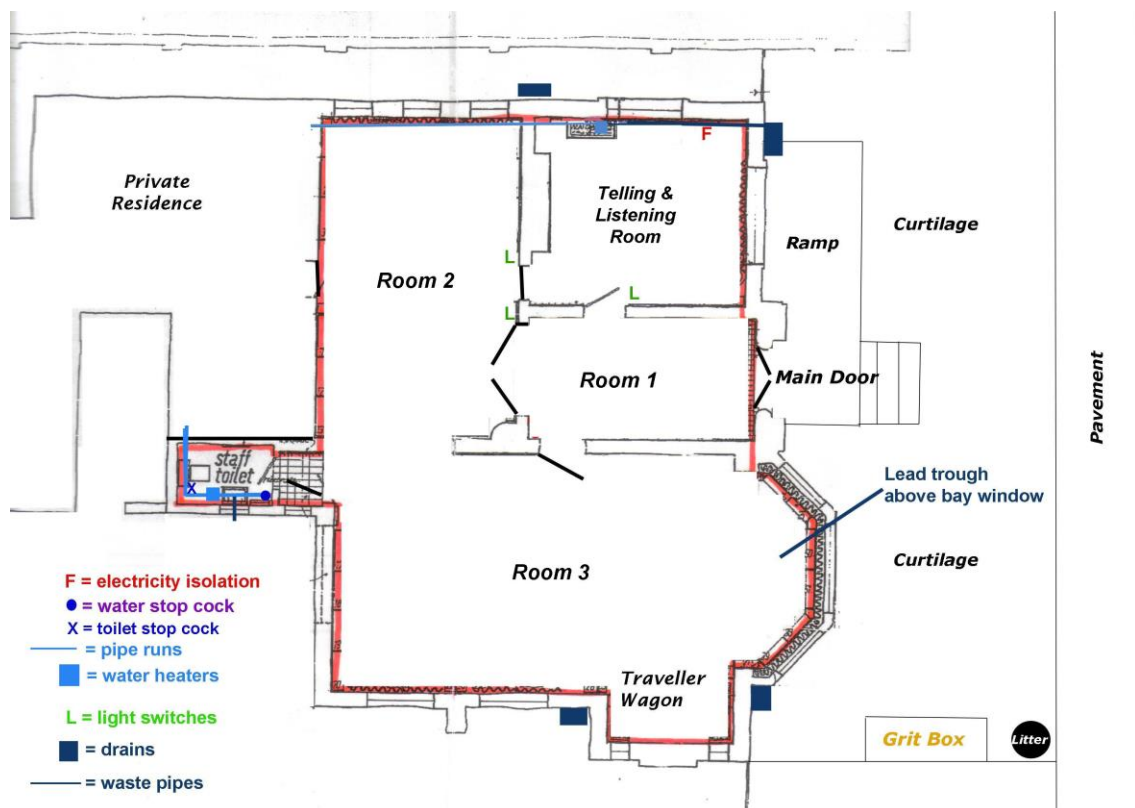 Private
Residence
F
Telling &
Listening
Room
Ramp
Curtilage
L
Room 2
L
L
Room 1
Main Door
Pavement
staff
toilet
X
Lead trough
above bay window
Room 3
Curtilage
F = electricity isolation
= water stop cock
X = toilet stop cock
= pipe runs
= water heaters
L = light switches
= drains
= waste pipes
Traveller
Wagon
Grit Box
Litter